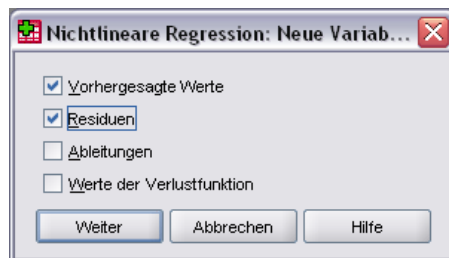 Nichtlineare Regression: Neue Variab...
Vorhergesagte Werte
Residuen
Ableitungen
Werte der Verlustfunktion
Weiter Abbrechen Hilfe